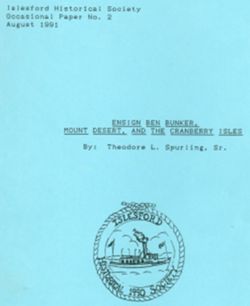 Islesford Historical Society
Occasional Paper No. 2
August 1991
ENSIGN BEN BUNKER,
MOUNT DESERT, AND THE CRANBERRY ISLES
By: Theodore L. Spurling, Sr.
ISLESFORD
HISTORICAL SOCIETY